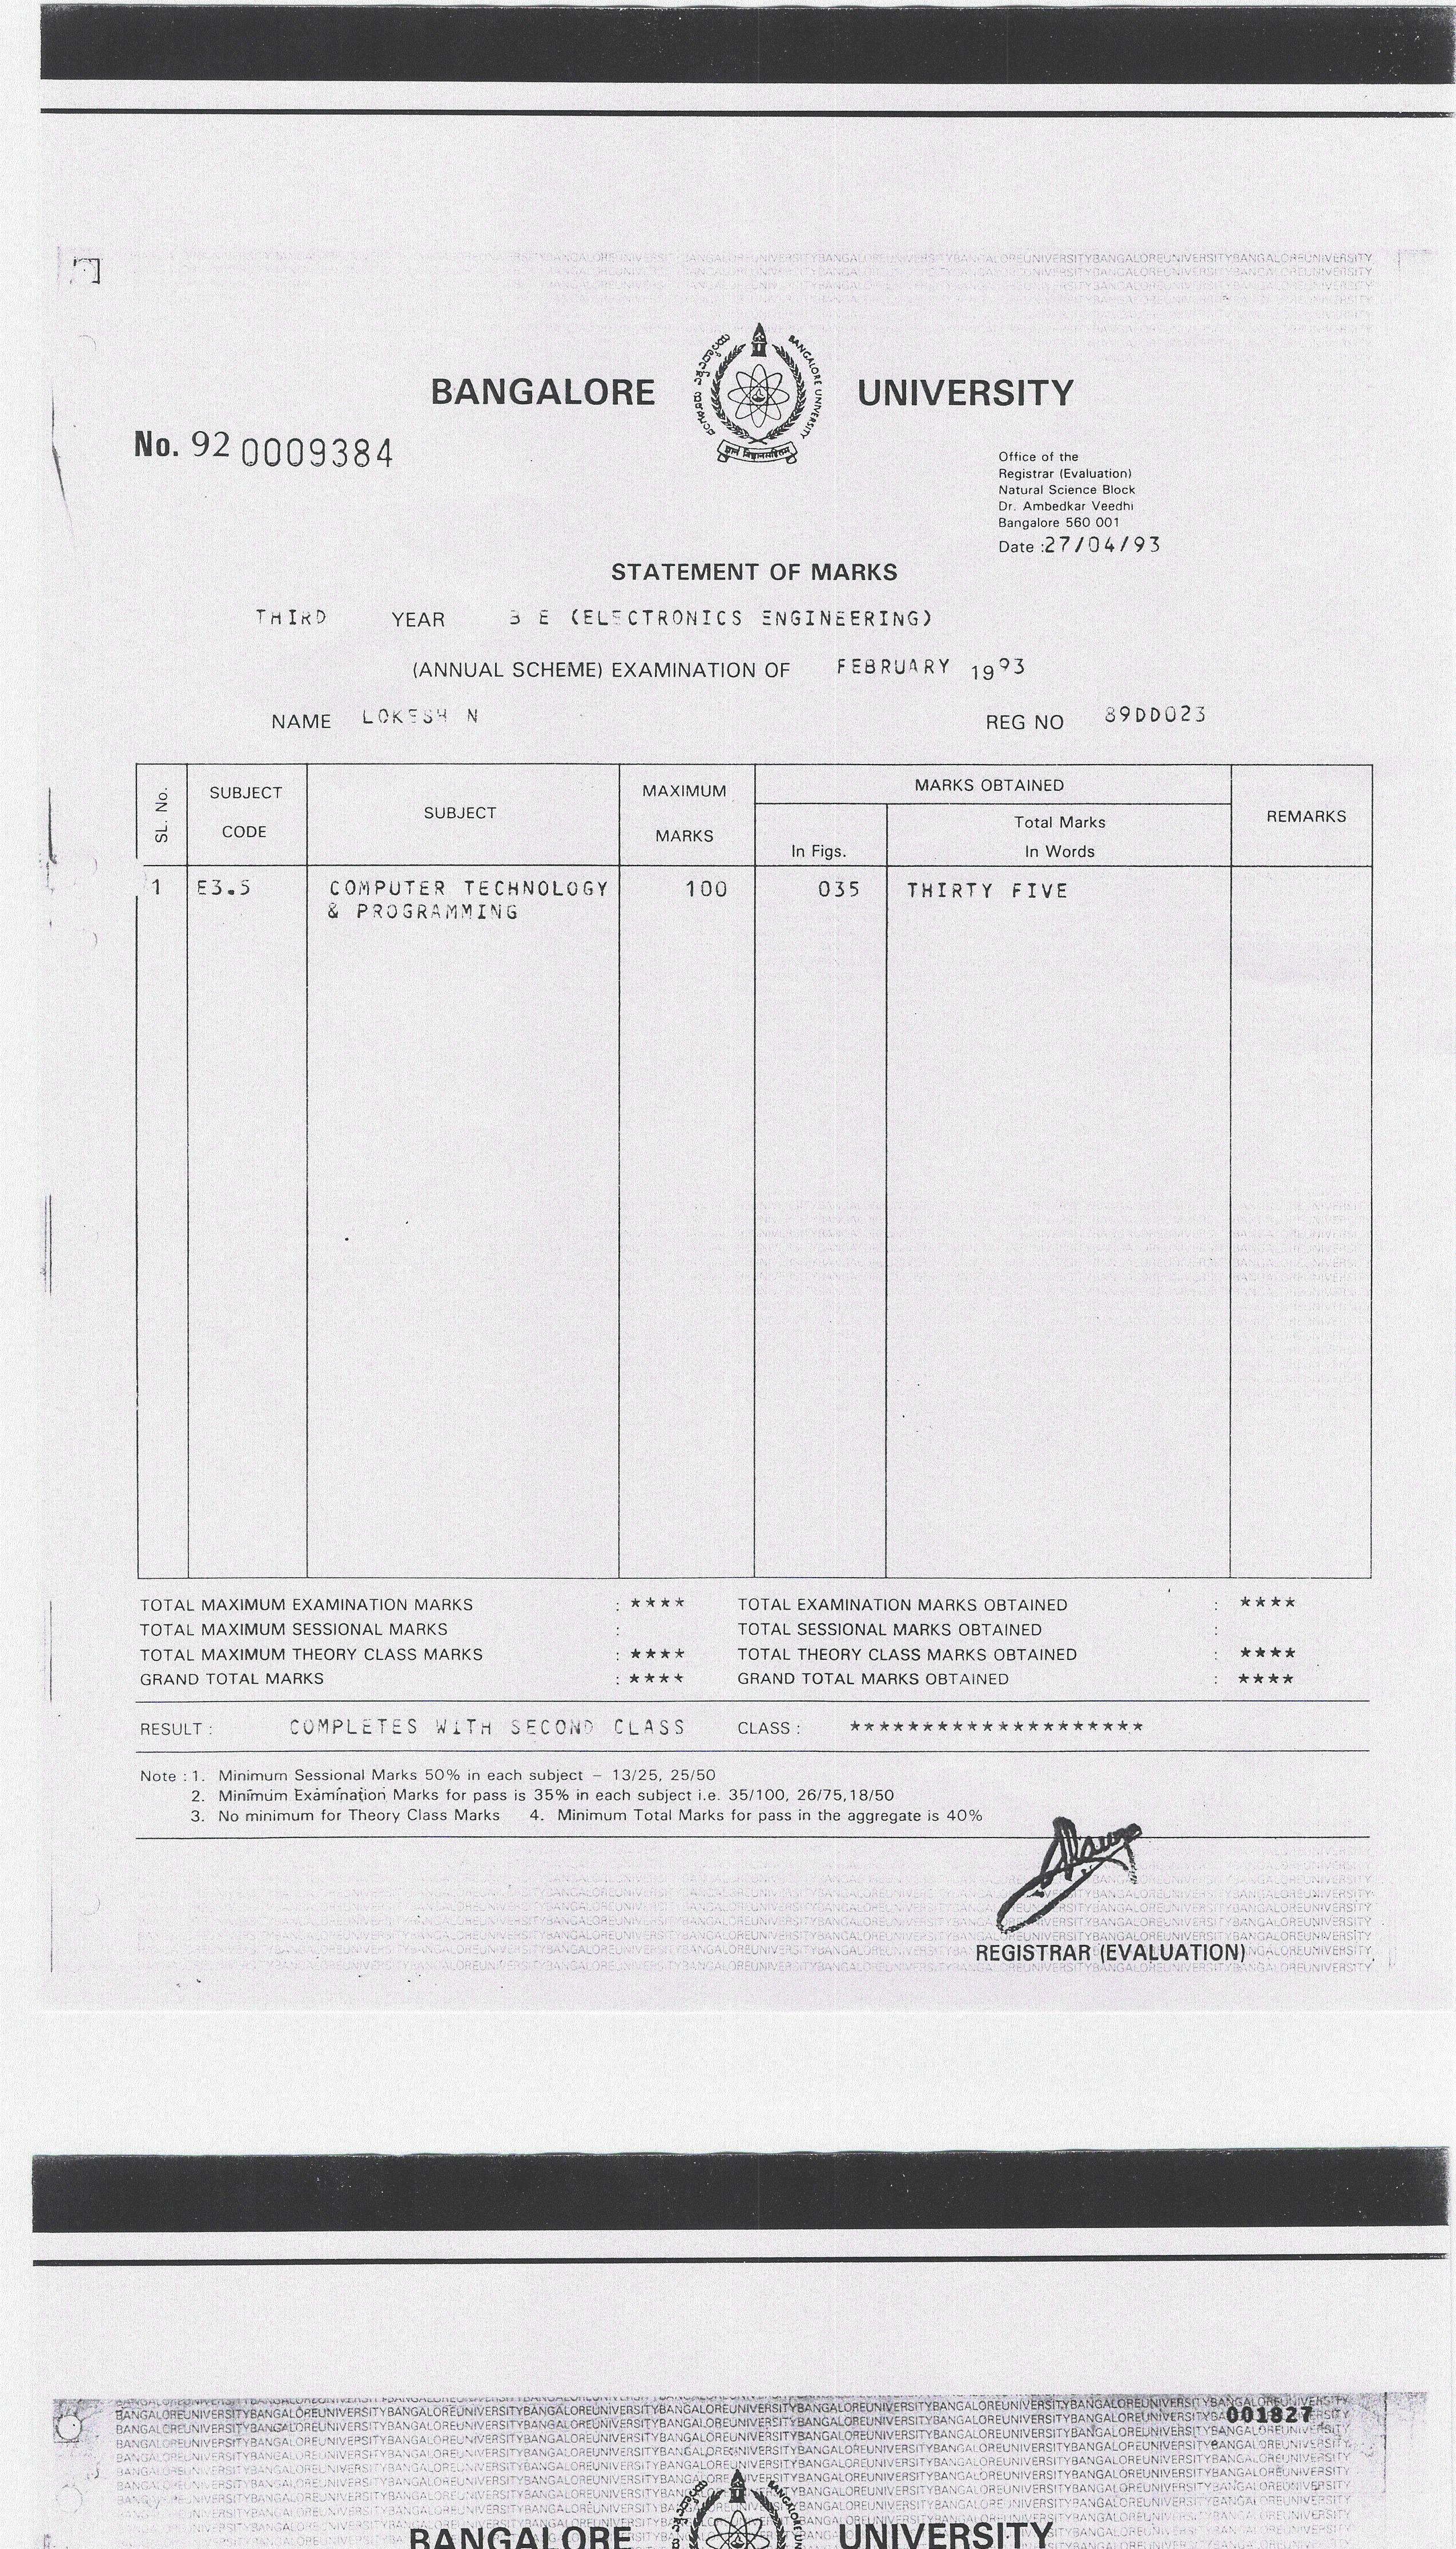 BANGALOREUNIVERSITYBANGALOREUNIVERSITYBANGALOREUNIVERSITY
BANGALORE UNIVERSITY
ಬೆಂಗಳೂರು ವಿಶ್ವವಿದ್ಯಾಲಯ
BANGALORE UNIVERSITY
No. 92 0009384
Office of the
Registrar (Evaluation)
Natural Science Block
Dr. Ambedkar Veedhi
Bangalore 560 001
Date :27/04/93
STATEMENT OF MARKS
THIRD YEAR B E (ELECTRONICS ENGINEERING)
(ANNUAL SCHEME) EXAMINATION OF FEBRUARY 1993
NAME LOKESH N REG NO 89DD023
SL. No.
SUBJECT
CODE
SUBJECT
MAXIMUM
MARKS
MARKS OBTAINED
In Figs.
Total Marks
In Words
REMARKS
1 E3.5 COMPUTER TECHNOLOGY 100 035 THIRTY FIVE
& PROGRAMMING
TOTAL MAXIMUM EXAMINATION MARKS : **** TOTAL EXAMINATION MARKS OBTAINED : ****
TOTAL MAXIMUM SESSIONAL MARKS : TOTAL SESSIONAL MARKS OBTAINED :
TOTAL MAXIMUM THEORY CLASS MARKS : **** TOTAL THEORY CLASS MARKS OBTAINED : ****
GRAND TOTAL MARKS : **** GRAND TOTAL MARKS OBTAINED : ****
RESULT : COMPLETES WITH SECOND CLASS CLASS : ********************
Note : 1. Minimum Sessional Marks 50% in each subject – 13/25, 25/50
2. Minimum Examination Marks for pass is 35% in each subject i.e. 35/100, 26/75,18/50
3. No minimum for Theory Class Marks 4. Minimum Total Marks for pass in the aggregate is 40%
REGISTRAR (EVALUATION)
001827
BANGALORE UNIVERSITY